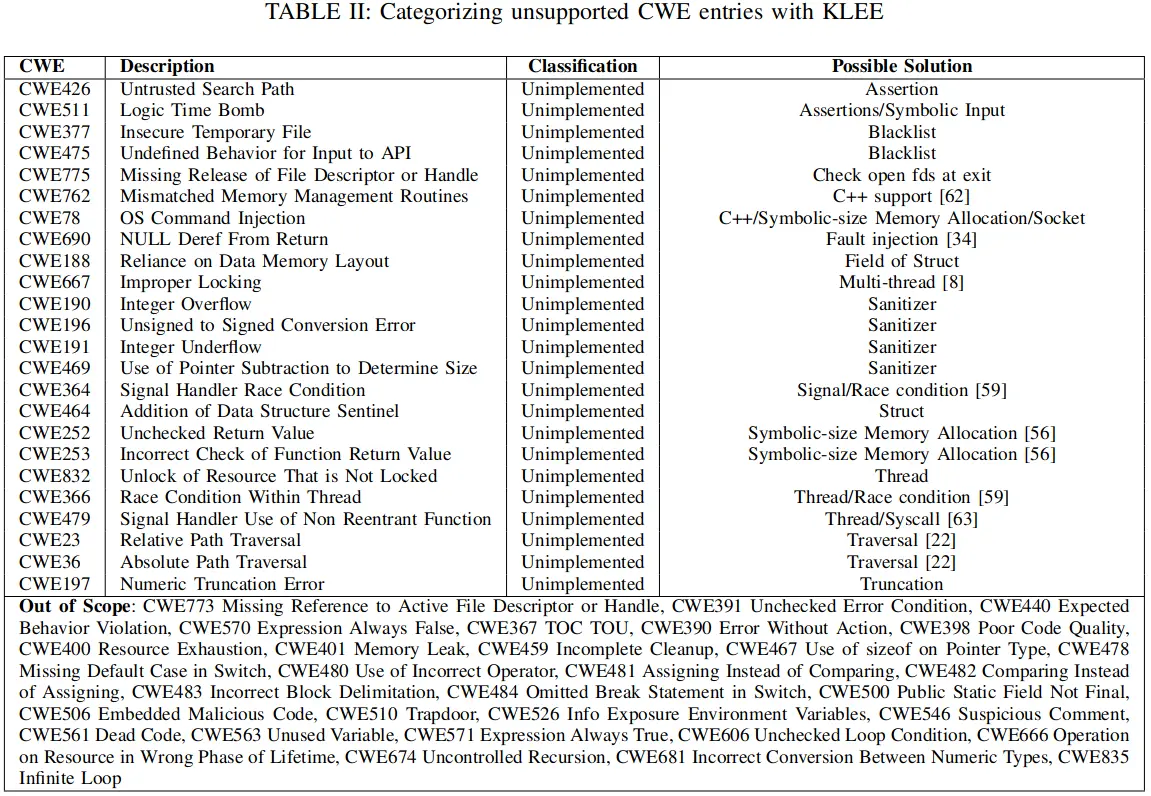 TABLE II: Categorizing unsupported CWE entries with KLEE
CWE Description Classification Possible Solution
CWE426 Untrusted Search Path Unimplemented Assertion
CWE511 Logic Time Bomb Unimplemented Assertions/Symbolic Input
CWE377 Insecure Temporary File Unimplemented Blacklist
CWE475 Undefined Behavior for Input to API Unimplemented Blacklist
CWE775 Missing Release of File Descriptor or Handle Unimplemented Check open fds at exit
CWE762 Mismatched Memory Management Routines Unimplemented C++ support [62]
CWE78 OS Command Injection Unimplemented C++/Symbolic-size Memory Allocation/Socket
CWE690 NULL Deref From Return Unimplemented Fault injection [34]
CWE188 Reliance on Data Memory Layout Unimplemented Field of Struct
CWE667 Improper Locking Unimplemented Multi-thread [8]
CWE190 Integer Overflow Unimplemented Sanitizer
CWE196 Unsigned to Signed Conversion Error Unimplemented Sanitizer
CWE191 Integer Underflow Unimplemented Sanitizer
CWE469 Use of Pointer Subtraction to Determine Size Unimplemented Sanitizer
CWE364 Signal Handler Race Condition Unimplemented Signal/Race condition [59]
CWE464 Addition of Data Structure Sentinel Unimplemented Struct
CWE252 Unchecked Return Value Unimplemented Symbolic-size Memory Allocation [56]
CWE253 Incorrect Check of Function Return Value Unimplemented Symbolic-size Memory Allocation [56]
CWE832 Unlock of Resource That is Not Locked Unimplemented Thread
CWE366 Race Condition Within Thread Unimplemented Thread/Race condition [59]
CWE479 Signal Handler Use of Non Reentrant Function Unimplemented Thread/Syscall [63]
CWE23 Relative Path Traversal Unimplemented Traversal [22]
CWE36 Absolute Path Traversal Unimplemented Traversal [22]
CWE197 Numeric Truncation Error Unimplemented Truncation
Out of Scope: CWE773 Missing Reference to Active File Descriptor or Handle, CWE391 Unchecked Error Condition, CWE440 Expected
Behavior Violation, CWE570 Expression Always False, CWE367 TOC TOU, CWE390 Error Without Action, CWE398 Poor Code Quality,
CWE400 Resource Exhaustion, CWE401 Memory Leak, CWE459 Incomplete Cleanup, CWE467 Use of sizeof on Pointer Type, CWE478
Missing Default Case in Switch, CWE480 Use of Incorrect Operator, CWE481 Assigning Instead of Comparing, CWE482 Comparing Instead
of Assigning, CWE483 Incorrect Block Delimitation, CWE484 Omitted Break Statement in Switch, CWE500 Public Static Field Not Final,
CWE506 Embedded Malicious Code, CWE510 Trapdoor, CWE526 Info Exposure Environment Variables, CWE546 Suspicious Comment,
CWE561 Dead Code, CWE563 Unused Variable, CWE571 Expression Always True, CWE606 Unchecked Loop Condition, CWE666 Operation
on Resource in Wrong Phase of Lifetime, CWE674 Uncontrolled Recursion, CWE681 Incorrect Conversion Between Numeric Types, CWE835
Infinite Loop